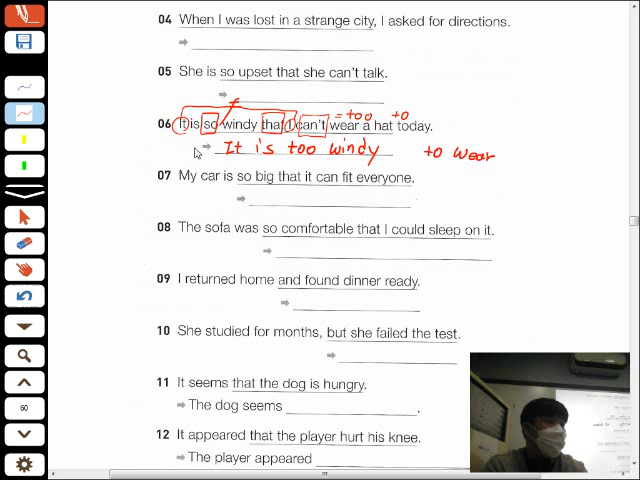 04 When I was lost in a strange city, I asked for directions.
05 She is so upset that she can't talk.
= too to
06 It is so windy that I can't wear a hat today.
It is too windy to wear
07 My car is so big that it can fit everyone.
08 The sofa was so comfortable that I could sleep on it.
09 I returned home and found dinner ready.
10 She studied for months, but she failed the test.
11 It seems that the dog is hungry.
The dog seems .
12 It appeared that the player hurt his knee.
The player appeared
50